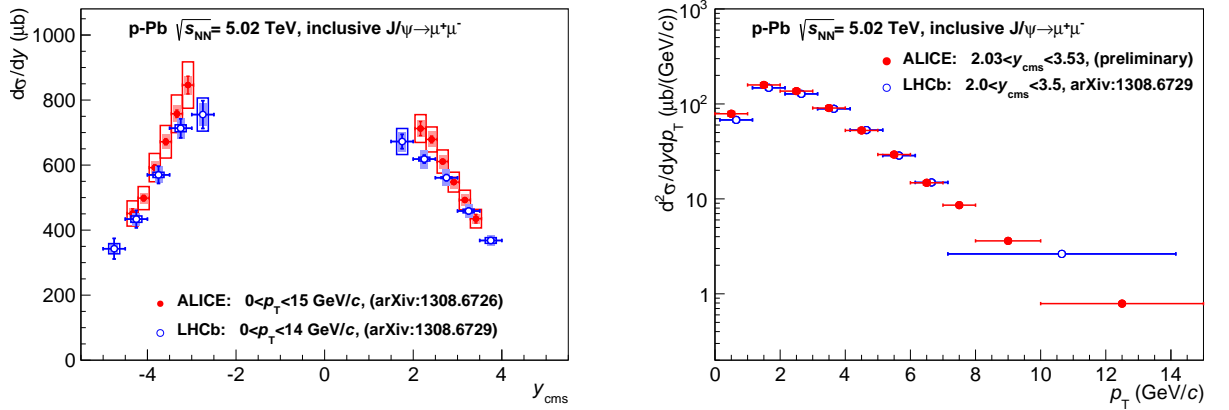 p-Pb √sNN= 5.02 TeV, inclusive J/ψ→μ+μ-
dσ/dy (μb)
1000
800
600
400
200
0
ALICE: 0<pT<15 GeV/c, (arXiv:1308.6726)
LHCb: 0<pT<14 GeV/c, (arXiv:1308.6729)
-4 -2 0 2 4
ycms
p-Pb √sNN= 5.02 TeV, inclusive J/ψ→μ+μ-
ALICE: 2.03<ycms<3.53, (preliminary)
LHCb: 2.0<ycms<3.5, arXiv:1308.6729
d2σ/dydpT (μb/(GeV/c))
103
102
10
1
0 2 4 6 8 10 12 14
pT (GeV/c)